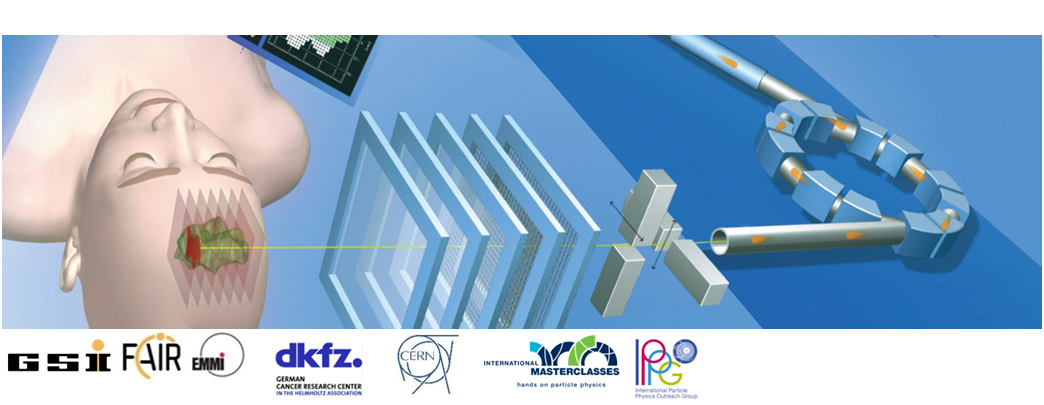 GSI FAIR EMMI
dkfz.
GERMAN
CANCER RESEARCH CENTER
IN THE HELMHOLTZ ASSOCIATION
CERN
INTERNATIONAL
MASTERCLASSES
hands on particle physics
IPPOG
International Particle
Physics Outreach Group